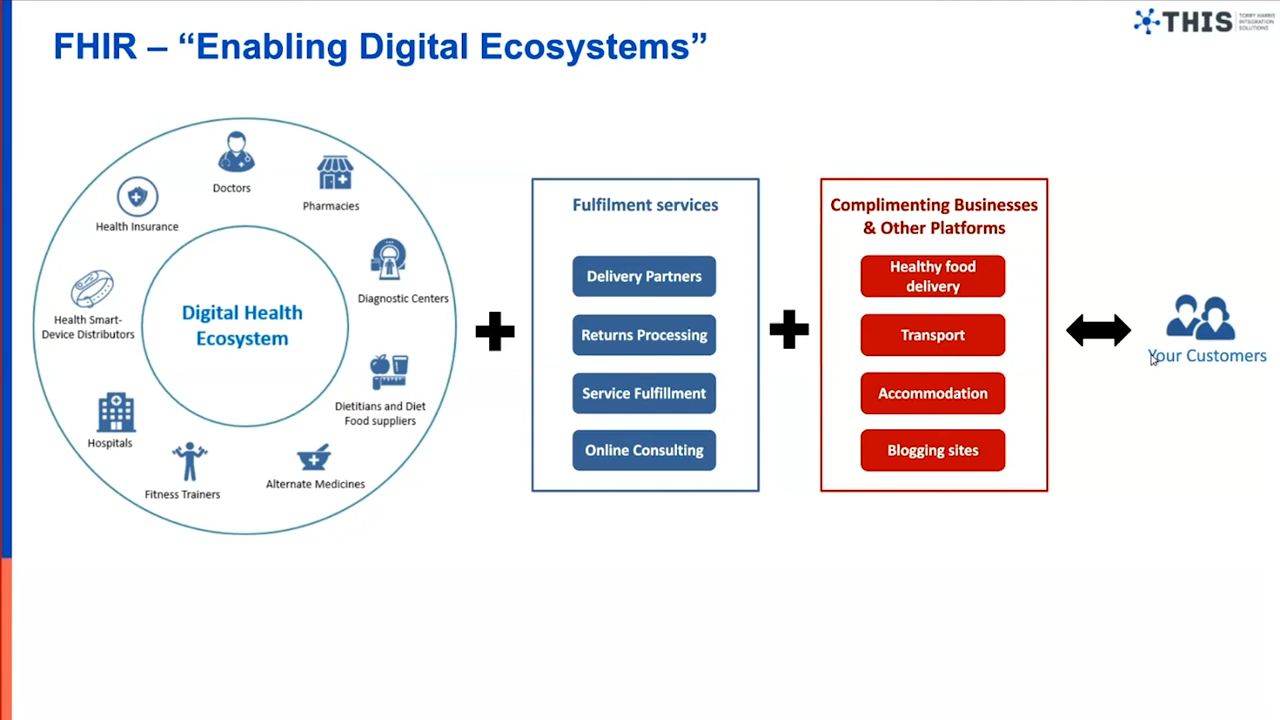 FHIR – “Enabling Digital Ecosystems”
THIS
TORRY HARRIS
INTEGRATION
SOLUTIONS
Doctors
Pharmacies
Health Insurance
Diagnostic Centers
Health Smart-
Device Distributors
Digital Health
Ecosystem
Dietitians and Diet
Food suppliers
Hospitals
Alternate Medicines
Fitness Trainers
Fulfilment services
Delivery Partners
Returns Processing
Service Fulfillment
Online Consulting
Complimenting Businesses
& Other Platforms
Healthy food
delivery
Transport
Accommodation
Blogging sites
Your Customers